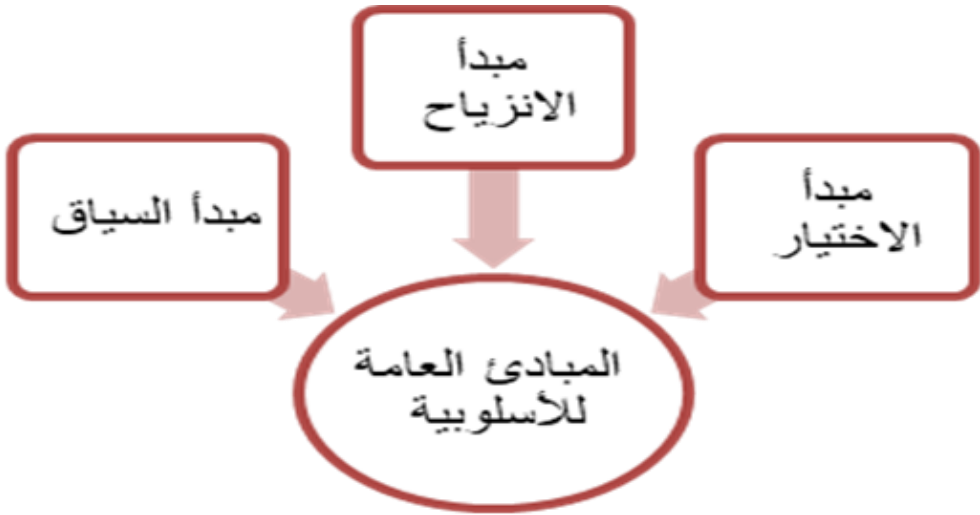 مبدأ
الاختيار
مبدأ
الانزياح
مبدأ السياق
المبادئ العامة
للأسلوبية